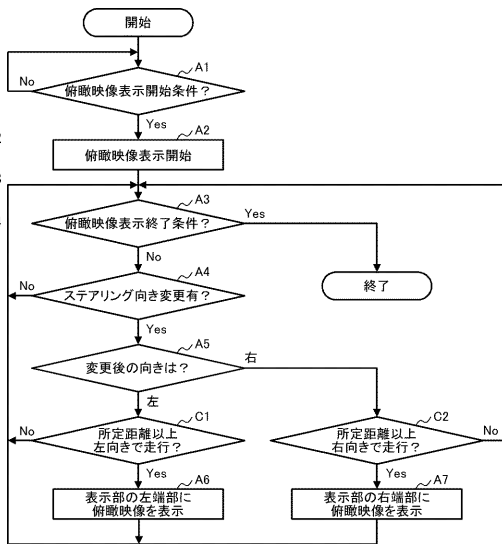 開始
A1
俯瞰映像表示開始条件？
No
Yes
A2
俯瞰映像表示開始
A3
俯瞰映像表示終了条件？
Yes
No
終了
A4
ステアリング向き変更有？
No
Yes
A5
変更後の向きは？
右
左
C1
所定距離以上
左向きで走行？
No
Yes
C2
所定距離以上
右向きで走行？
No
Yes
A6
表示部の左端部に
俯瞰映像を表示
A7
表示部の右端部に
俯瞰映像を表示